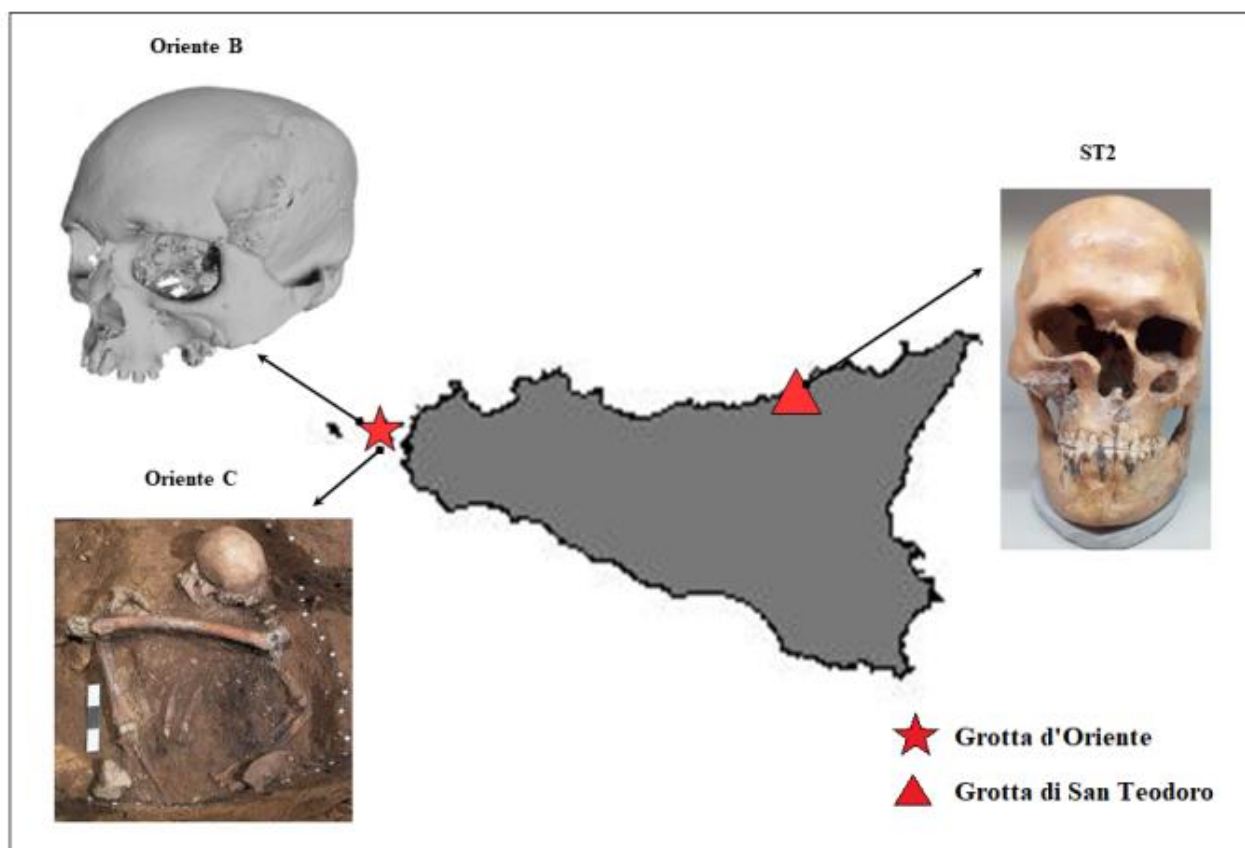 Oriente B
ST2
Oriente C
Grotta d'Oriente
Grotta di San Teodoro